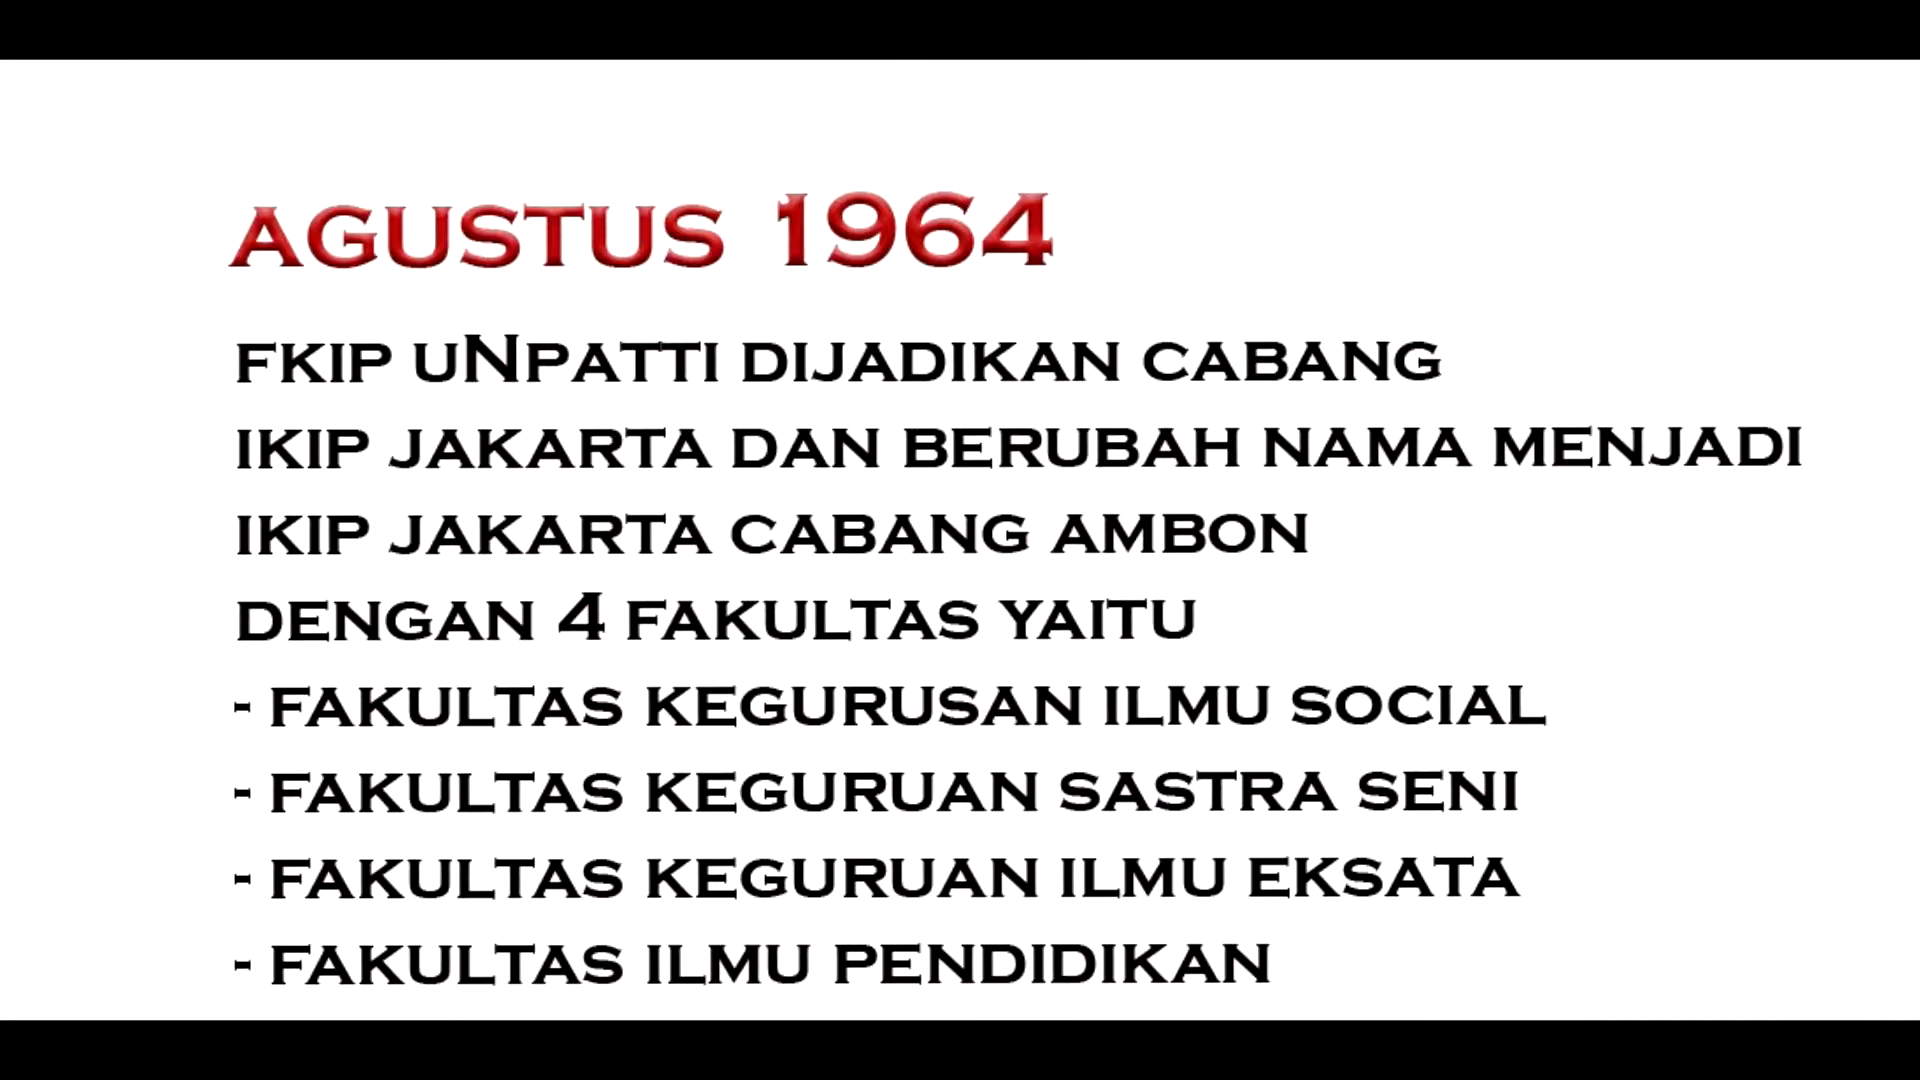 AGUSTUS 1964
FKIP UNPATTI DIJADIKAN CABANG
IKIP JAKARTA DAN BERUBAH NAMA MENJADI
IKIP JAKARTA CABANG AMBON
DENGAN 4 FAKULTAS YAITU
- FAKULTAS KEGURUSAN ILMU SOCIAL
- FAKULTAS KEGURUAN SASTRA SENI
- FAKULTAS KEGURUAN ILMU EKSATA
- FAKULTAS ILMU PENDIDIKAN